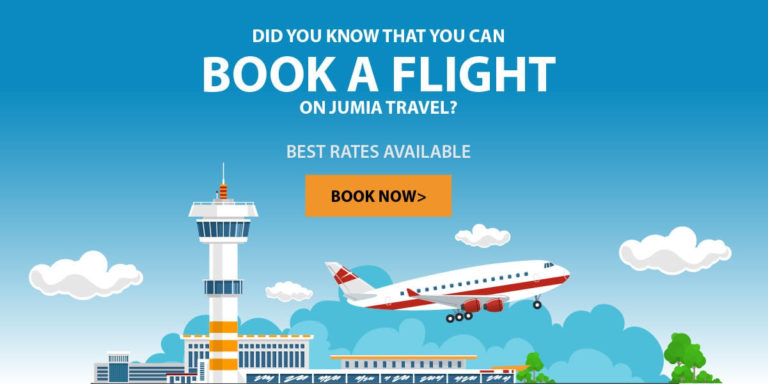 DID YOU KNOW THAT YOU CAN
BOOK A FLIGHT
ON JUMIA TRAVEL?
BEST RATES AVAILABLE
BOOK NOW>